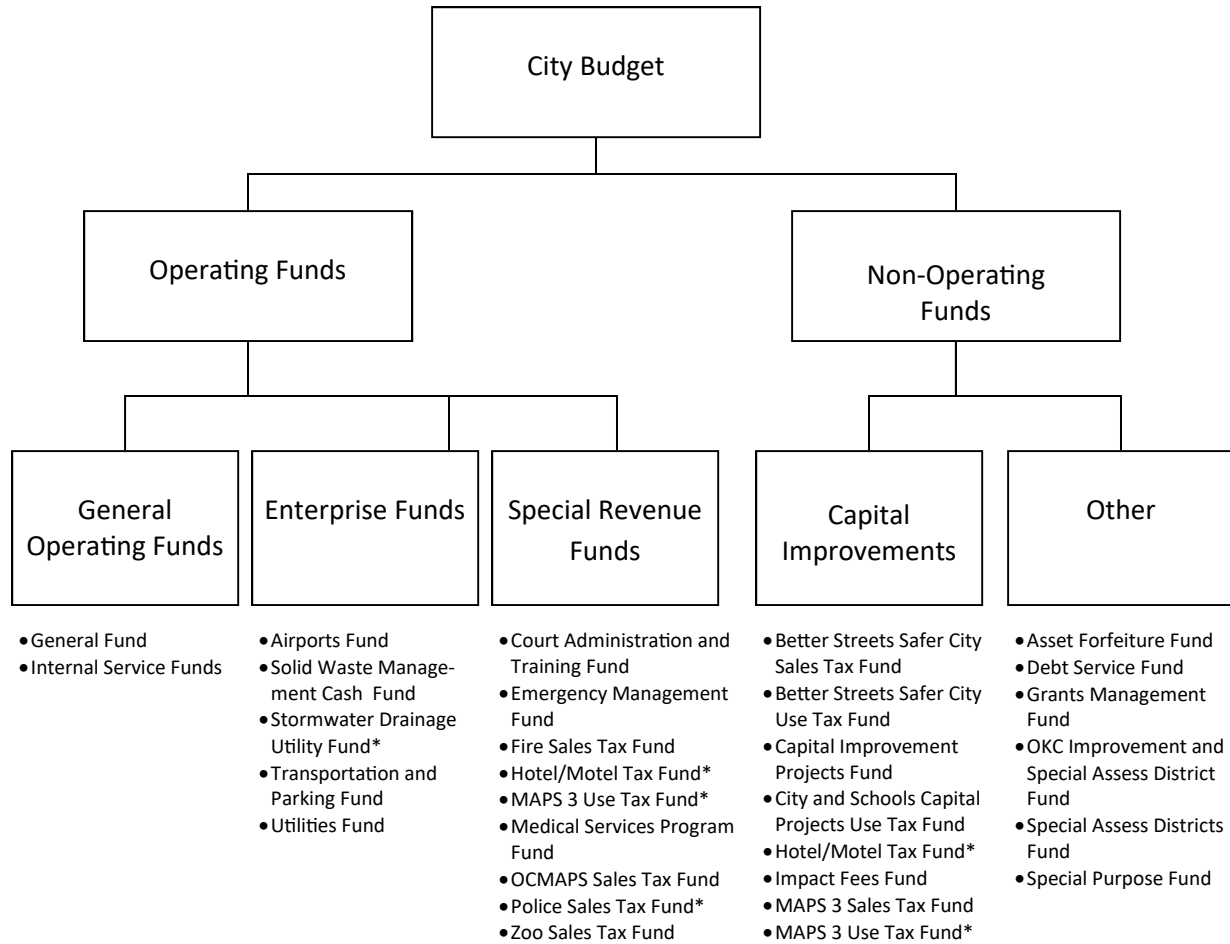 City Budget
Operating Funds
Non-Operating
Funds
General
Operating Funds
Enterprise Funds
Special Revenue
Funds
Capital
Improvements
Other
•General Fund
•Internal Service Funds
•Airports Fund
•Solid Waste Manage-
ment Cash Fund
•Stormwater Drainage
Utility Fund*
•Transportation and
Parking Fund
•Utilities Fund
•Court Administration and
Training Fund
•Emergency Management
Fund
•Fire Sales Tax Fund
•Hotel/Motel Tax Fund*
•MAPS 3 Use Tax Fund*
•Medical Services Program
Fund
•OCMAPS Sales Tax Fund
•Police Sales Tax Fund*
•Zoo Sales Tax Fund
•Better Streets Safer City
Sales Tax Fund
•Better Streets Safer City
Use Tax Fund
•Capital Improvement
Projects Fund
•City and Schools Capital
Projects Use Tax Fund
•Hotel/Motel Tax Fund*
•Impact Fees Fund
•MAPS 3 Sales Tax Fund
•MAPS 3 Use Tax Fund*
•Asset Forfeiture Fund
•Debt Service Fund
•Grants Management
Fund
•OKC Improvement and
Special Assess District
Fund
•Special Assess Districts
Fund
•Special Purpose Fund